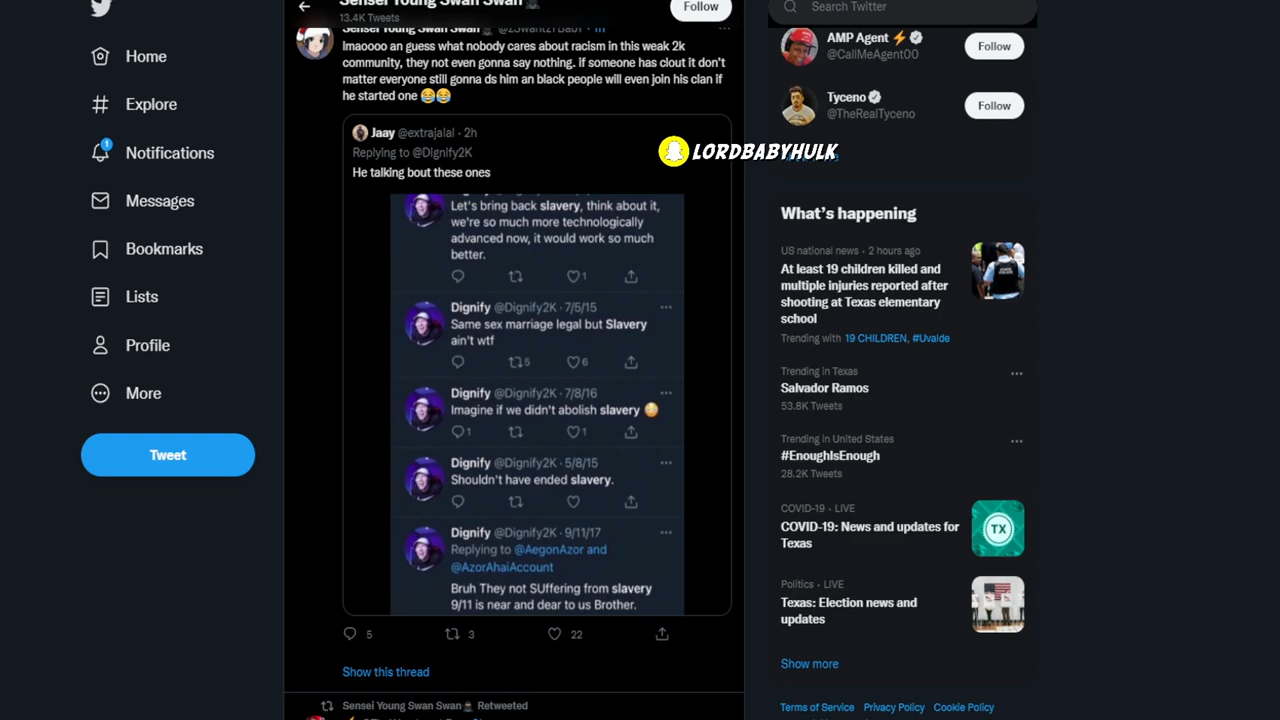 Home
Explore
1
Notifications
Messages
Bookmarks
Lists
Profile
More
Tweet
Sensei Young Swan Swan
13.4K Tweets
Follow
Sensei Young Swan Swan
lmaoooo an guess what nobody cares about racism in this weak 2k
community, they not even gonna say nothing. if someone has clout it don't
matter everyone still gonna ds him an black people will even join his clan if
he started one 😂😂
Jaay @extrajalal · 2h
Replying to @Dignify2K
He talking bout these ones
Let's bring back slavery, think about it,
we're so much more technologically
advanced now, it would work so much
better.
1
Dignify @Dignify2K · 7/5/15
Same sex marriage legal but Slavery
ain't wtf
5 6
Dignify @Dignify2K · 7/8/16
Imagine if we didn't abolish slavery 😳
1 1
Dignify @Dignify2K · 5/8/15
Shouldn't have ended slavery.
Dignify @Dignify2K · 9/11/17
Replying to @AegonAzor and
@AzorAhaiAccount
Bruh They not SUffering from slavery
9/11 is near and dear to us Brother.
5 3 22
Show this thread
Sensei Young Swan Swan Retweeted
LORDBABYHULK
Search Twitter
AMP Agent ⚡
@CallMeAgent00
Follow
Tyceno
@TheRealTyceno
Follow
What's happening
US national news · 2 hours ago
At least 19 children killed and
multiple injuries reported after
shooting at Texas elementary
school
Trending with 19 CHILDREN, #Uvalde
Trending in Texas
Salvador Ramos
53.8K Tweets
Trending in United States
#EnoughIsEnough
28.2K Tweets
COVID-19 · LIVE
COVID-19: News and updates for
Texas
TX
Politics · LIVE
Texas: Election news and
updates
Show more
Terms of Service Privacy Policy Cookie Policy